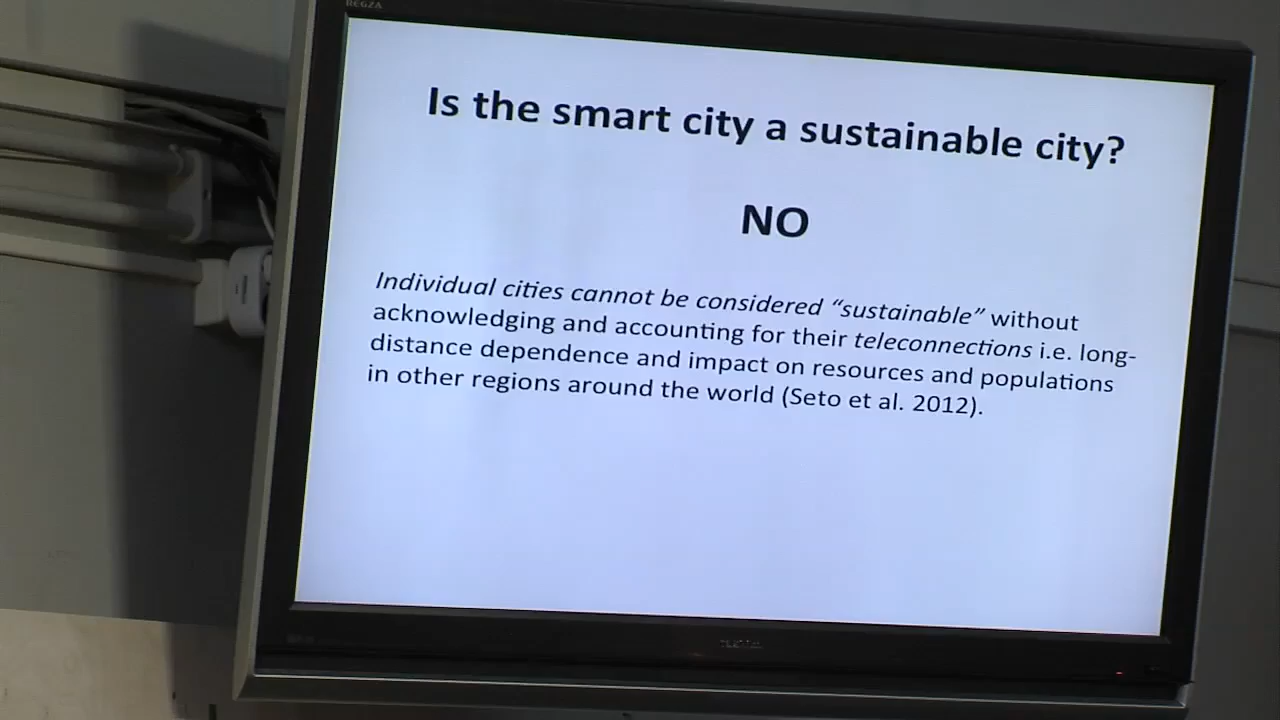 REGZA
Is the smart city a sustainable city?
NO
Individual cities cannot be considered “sustainable” without
acknowledging and accounting for their teleconnections i.e. long-
distance dependence and impact on resources and populations
in other regions around the world (Seto et al. 2012).